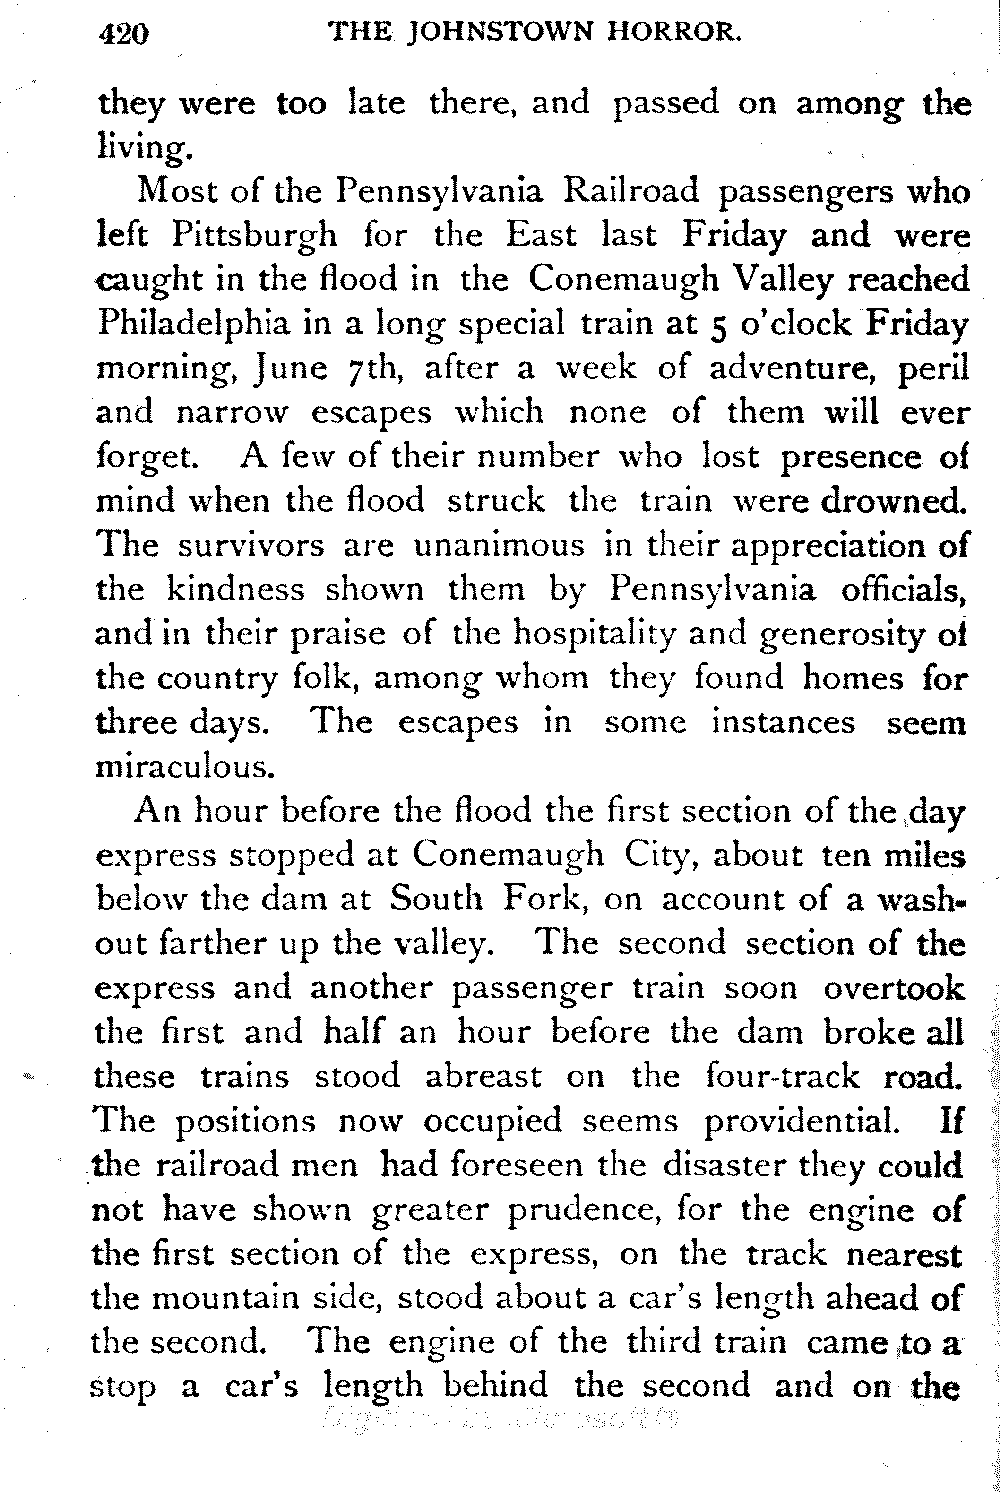 420 THE JOHNSTOWN HORROR.
they were too late there, and passed on among the
living.
Most of the Pennsylvania Railroad passengers who
left Pittsburgh for the East last Friday and were
caught in the flood in the Conemaugh Valley reached
Philadelphia in a long special train at 5 o'clock Friday
morning, June 7th, after a week of adventure, peril
and narrow escapes which none of them will ever
forget. A few of their number who lost presence of
mind when the flood struck the train were drowned.
The survivors are unanimous in their appreciation of
the kindness shown them by Pennsylvania officials,
and in their praise of the hospitality and generosity of
the country folk, among whom they found homes for
three days. The escapes in some instances seem
miraculous.
An hour before the flood the first section of the day
express stopped at Conemaugh City, about ten miles
below the dam at South Fork, on account of a wash-
out farther up the valley. The second section of the
express and another passenger train soon overtook
the first and half an hour before the dam broke all
these trains stood abreast on the four-track road.
The positions now occupied seems providential. If
the railroad men had foreseen the disaster they could
not have shown greater prudence, for the engine of
the first section of the express, on the track nearest
the mountain side, stood about a car's length ahead of
the second. The engine of the third train came to a
stop a car's length behind the second and on the